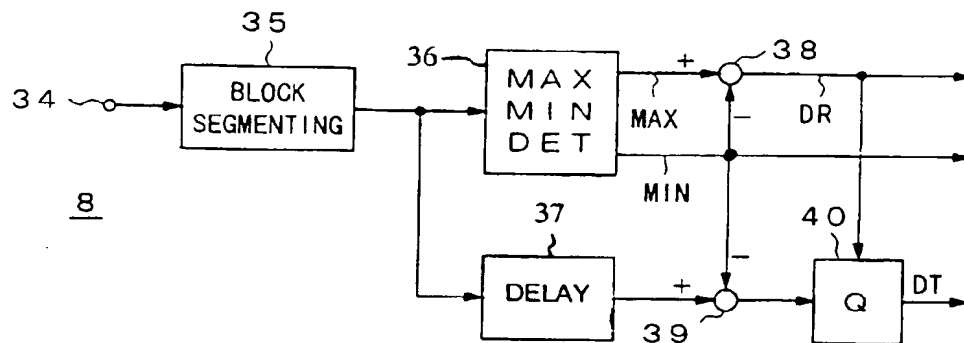 35
34
BLOCK
SEGMENTING
36
MAX
MIN
DET
+
38
MAX
−
DR
MIN
8
37
DELAY
−
+
39
40
Q
DT